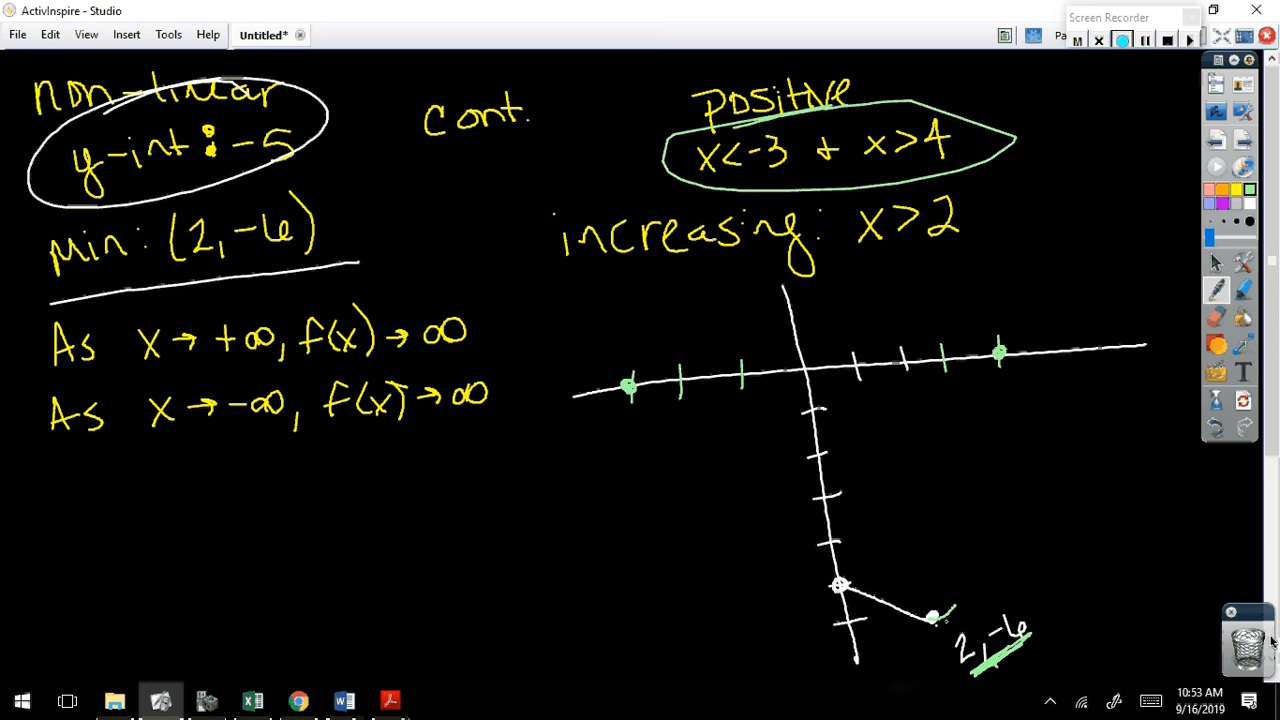 ActivInspire - Studio
Screen Recorder
File Edit View Insert Tools Help Untitled*
Pa
non-linear
y-int: -5
min: (2, -6)
As x → +∞, f(x) → ∞
As x → -∞, f(x) → ∞
cont.
positive
x<-3 + x>4
increasing: x>2
2, -6
10:53 AM
9/16/2019